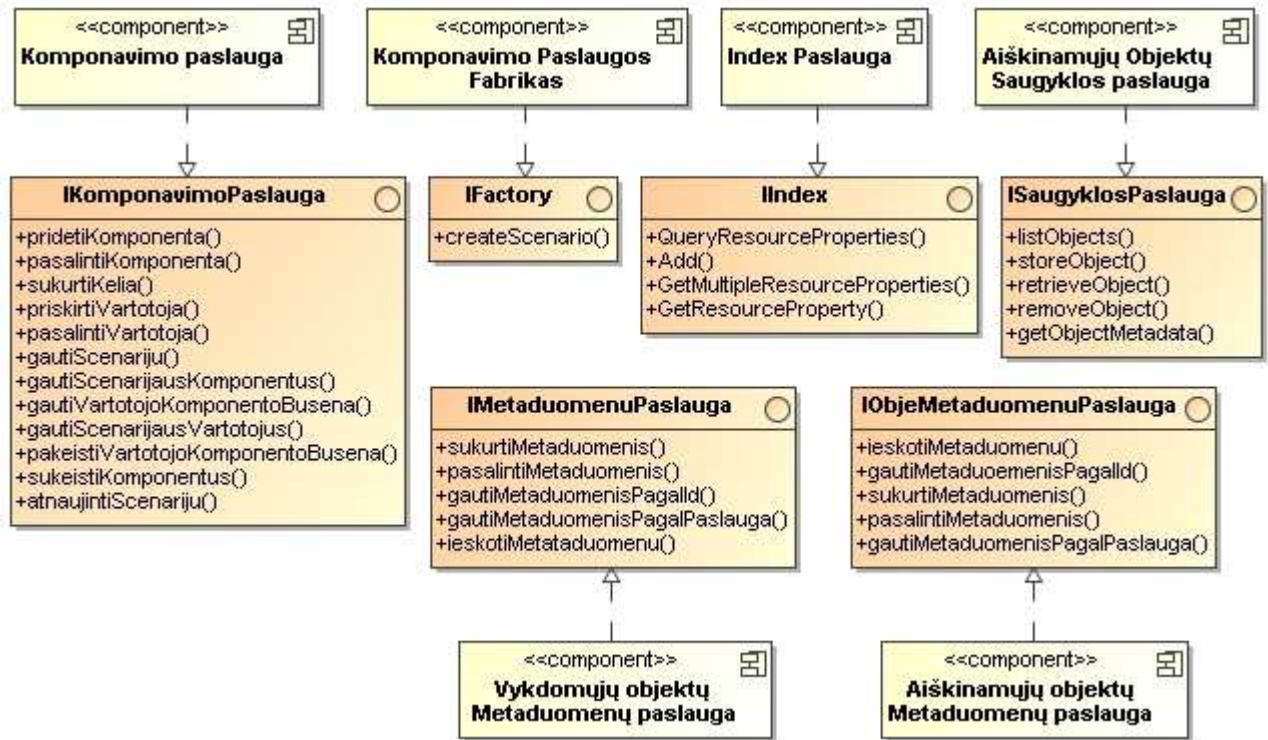 <<component>>
Komponavimo paslauga
<<component>>
Komponavimo Paslaugos
Fabrikas
<<component>>
Index Paslauga
<<component>>
Aiškinamųjų Objektų
Saugyklos paslauga
IKomponavimoPaslauga
+pridetiKomponenta()
+pasalintiKomponenta()
+sukurtiKelia()
+priskirtiVartotoja()
+pasalintiVartotoja()
+gautiScenariju()
+gautiScenarijausKomponentus()
+gautiVartotojoKomponentoBusena()
+gautiScenarijausVartotojus()
+pakeistiVartotojoKomponentoBusena()
+sukeistiKomponentus()
+atnaujintiScenariju()
IFactory
+createScenario()
IIndex
+QueryResourceProperties()
+Add()
+GetMultipleResourceProperties()
+GetResourceProperty()
ISaugyklosPaslauga
+listObjects()
+storeObject()
+retrieveObject()
+removeObject()
+getObjectMetadata()
IMetaduomenuPaslauga
+sukurtiMetaduomenis()
+pasalintiMetaduomenis()
+gautiMetaduomenisPagalId()
+gautiMetaduomenisPagalPaslauga()
+ieskotiMetataduomenu()
IObjeMetaduomenuPaslauga
+ieskotiMetaduomenu()
+gautiMetaduoemenisPagalId()
+sukurtiMetaduomenis()
+pasalintiMetaduomenis()
+gautiMetaduomenisPagalPaslauga()
<<component>>
Vykdomųjų objektų
Metaduomenų paslauga
<<component>>
Aiškinamųjų objektų
Metaduomenų paslauga